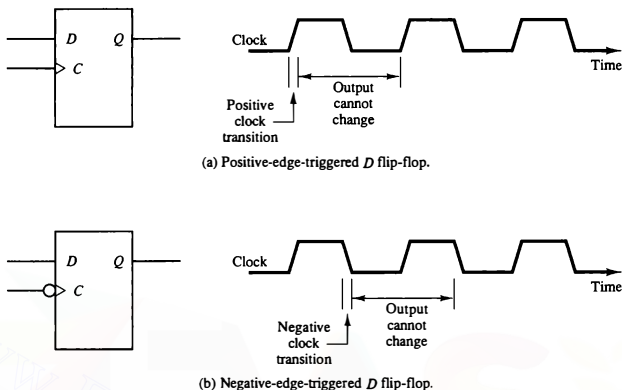 D Q
C
Clock
Time
Positive
clock
transition
Output
cannot
change
(a) Positive-edge-triggered D flip-flop.
D Q
C
Clock
Time
Negative
clock
transition
Output
cannot
change
(b) Negative-edge-triggered D flip-flop.